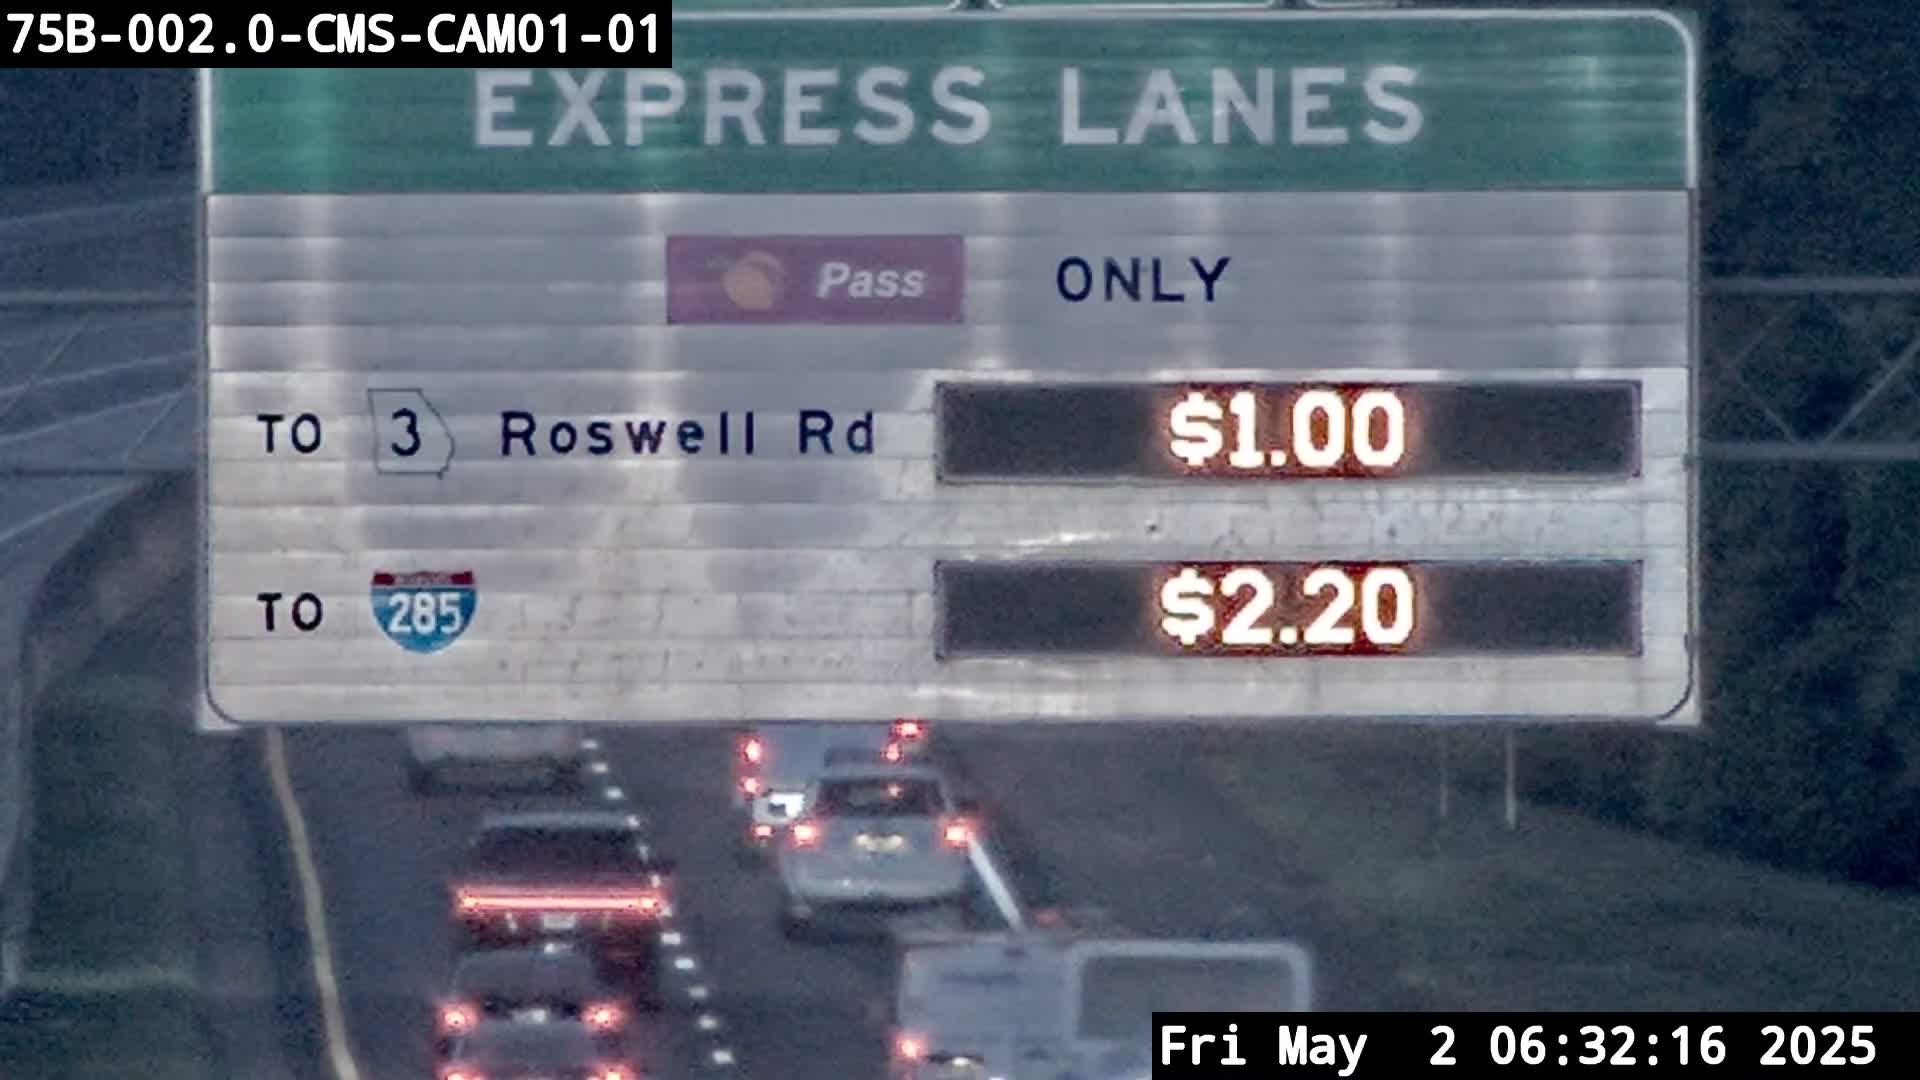 75B-002.0-CMS-CAM01-01
EXPRESS LANES
Pass ONLY
TO 3 Roswell Rd $1.00
TO 285 $2.20
Fri May 2 06:32:16 2025